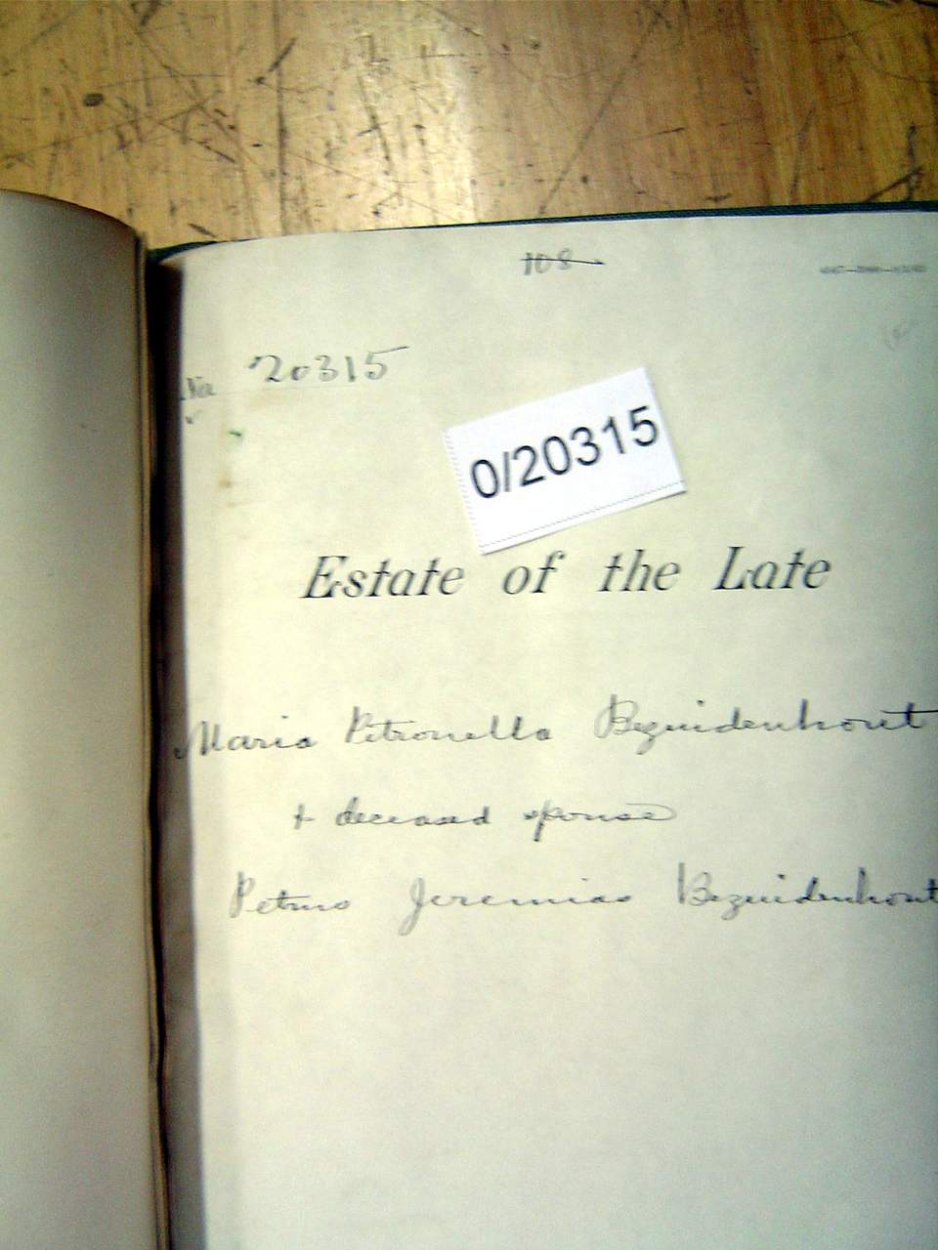 108
No 20315
0/20315
Estate of the Late
Maria Petronella Bezuidenhout
+ deceased spouse
Petrus Jeremias Bezuidenhout